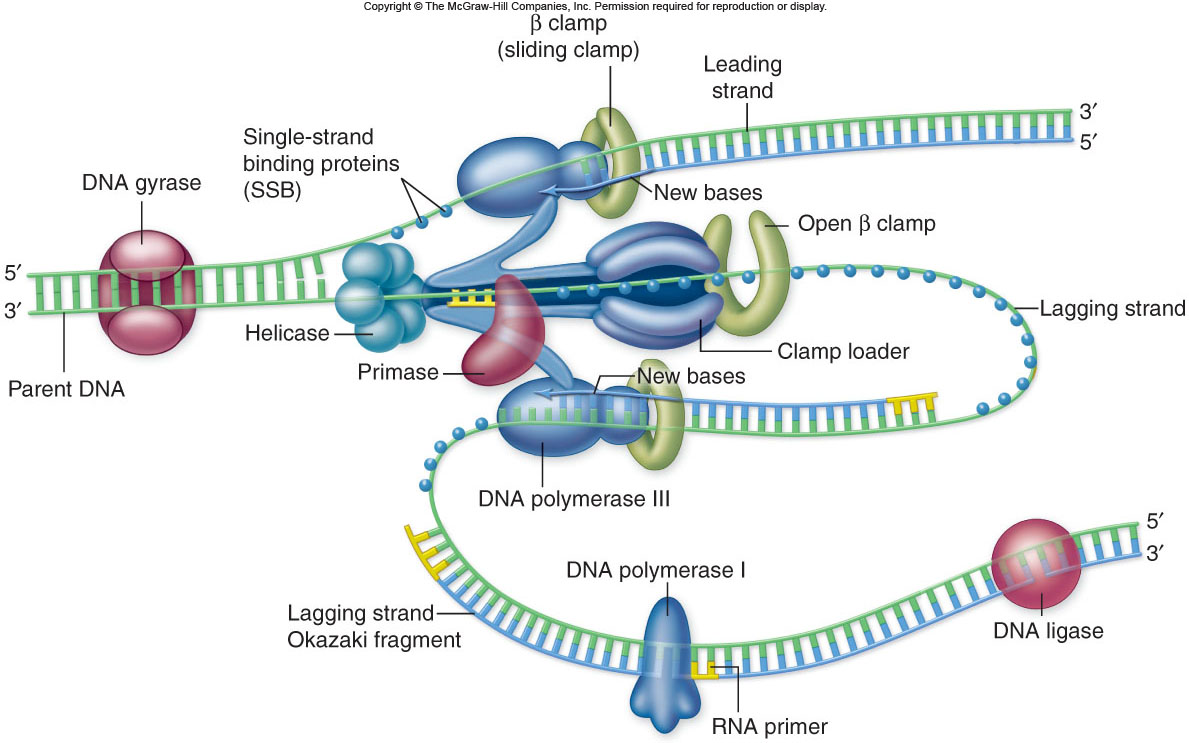 Copyright © The McGraw-Hill Companies, Inc. Permission required for reproduction or display.
β clamp
(sliding clamp)
Leading
strand
3′
5′
Single-strand
binding proteins
(SSB)
DNA gyrase
New bases
Open β clamp
5′
3′
Lagging strand
Helicase
Clamp loader
Primase
New bases
Parent DNA
DNA polymerase III
5′
3′
DNA polymerase I
Lagging strand
Okazaki fragment
DNA ligase
RNA primer